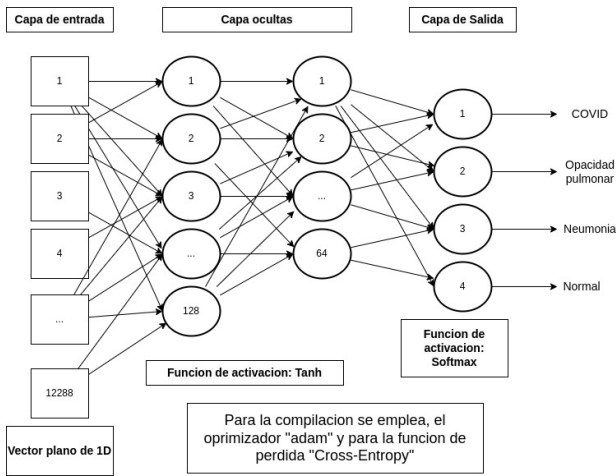 Capa de entrada
Capa ocultas
Capa de Salida
1
2
3
4
...
12288
1
2
3
...
128
1
2
...
64
1
2
3
4
COVID
Opacidad
pulmonar
Neumonia
Normal
Vector plano de 1D
Funcion de activacion: Tanh
Funcion de
activacion:
Softmax
Para la compilacion se emplea, el
oprimizador "adam" y para la funcion de
perdida "Cross-Entropy"